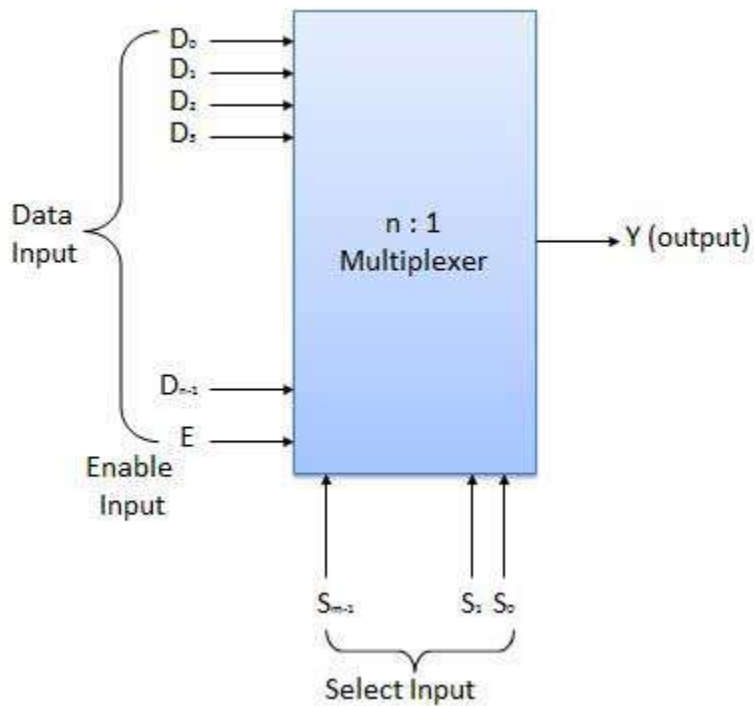 D₀
D₁
D₂
D₃
Data
Input
n : 1
Multiplexer
Y (output)
Dₙ₋₁
E
Enable
Input
Sₘ₋₁
S₁ S₀
Select Input